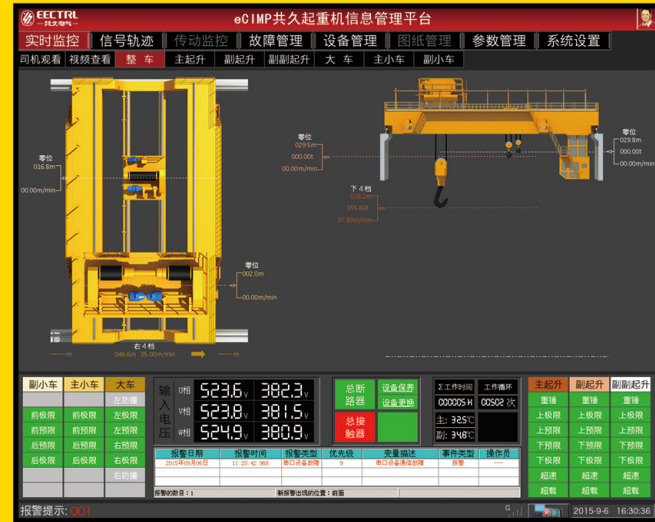 EECTRL
共久电气
eCIMP共久起重机信息管理平台
实时监控 信号轨迹 传动监控 故障管理 设备管理 图纸管理 参数管理 系统设置
司机观看 视频查看 整 车 主起升 副起升 副副起升 大 车 主小车 副小车
零位
016.8m
00.00m/min
零位
002.0m
00.00m/min
右4档
--m 046.6m 35.00m/min --m
零位
029.5m
000.00t
00.00m/min
下4档
016.2m
055.60t
07.80m/min
零位
029.8m
000.00t
00.00m/min
副小车 主小车 大车
左防撞
前极限 前极限 左极限
前预限 前预限 左预限
后预限 后预限 右预限
后极限 后极限 右极限
右防撞
输入电压
U相 523.6V 382.3V
V相 523.8V 381.5V
W相 524.9V 380.9V
总断路器
设备保养
设备更换
总接触器
Σ工作时间 工作循环
000005 H 00502 次
主: 32.5℃
副: 34.8℃
主起升 副起升 副副起升
重锤 重锤 重锤
上极限 上极限 上极限
上预限 上预限 上预限
下预限 下预限 下预限
下极限 下极限 下极限
超速 超速 超速
超载 超载 超载
报警日期 报警时间 报警类型 优先级 变量描述 事件类型 操作员
2015年09月06日 11:20:42.968 串口设备故障 9 串口设备通信故障 报警 ---
报警的数目：1 新报警出现的位置：前面
报警提示: 001
G
2015-9-6 16:30:36